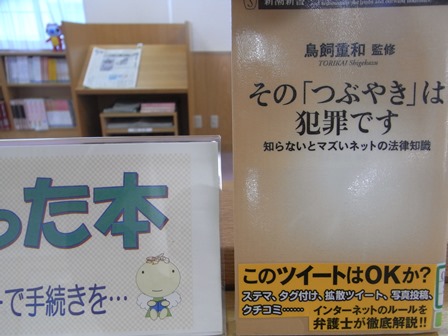 った本
ーで手続きを…
新潮新書
鳥飼重和 監修
TORIKAI Shigekazu
その「つぶやき」は
犯罪です
知らないとマズいネットの法律知識
このツイートはOKか?
ステマ、タグ付け、拡散ツイート、写真投稿、
クチコミ…… インターネットのルールを
弁護士が徹底解説!!